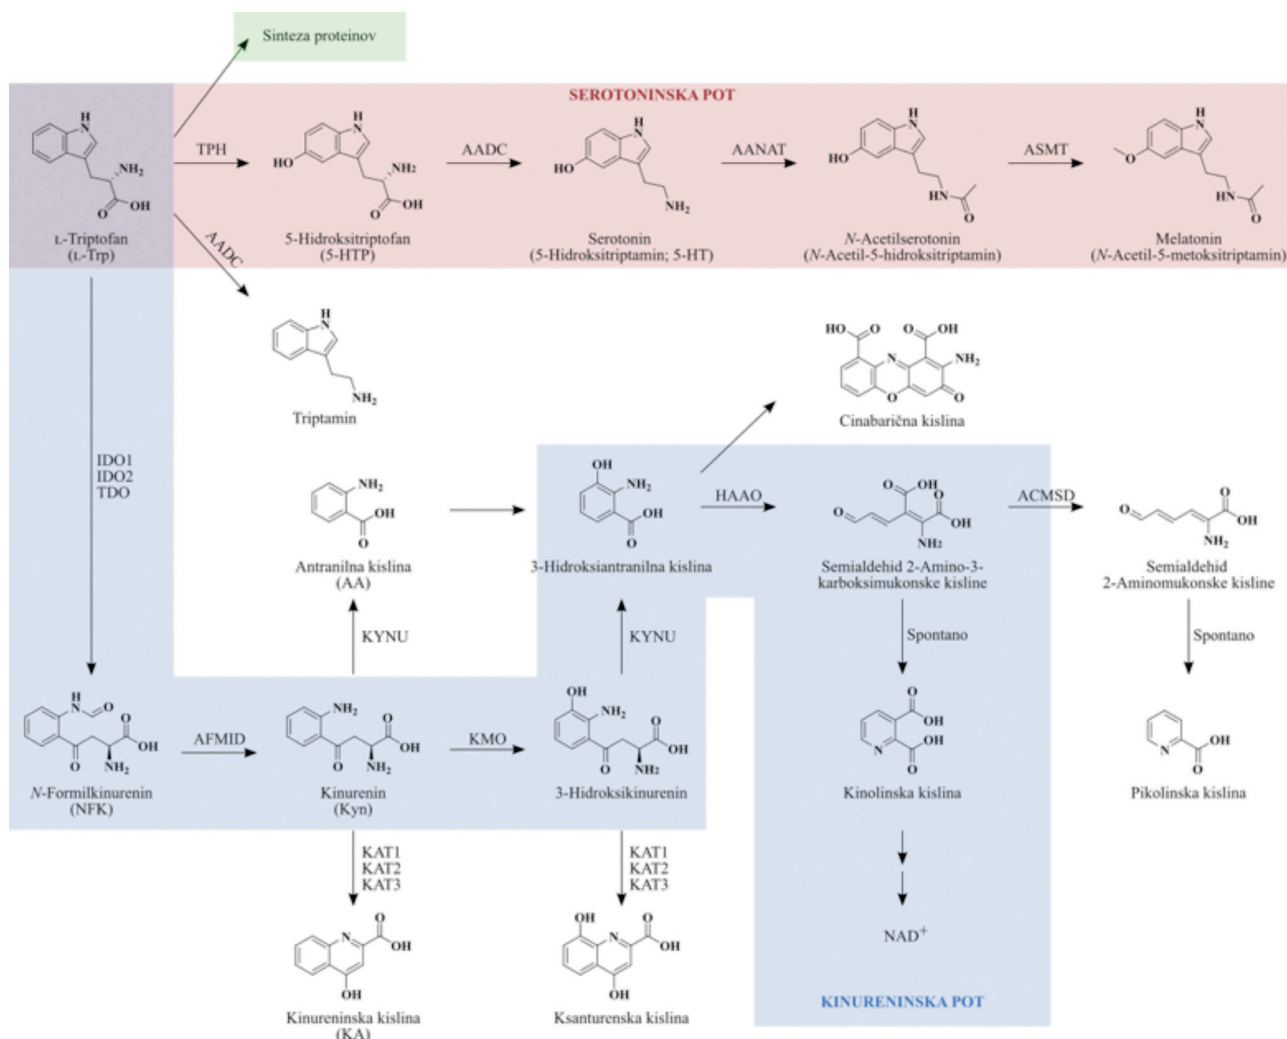 Sinteza proteinov
SEROTONINSKA POT
TPH
AADC
AANAT
ASMT
L-Triptofan
(L-Trp)
5-Hidroksitriptofan
(5-HTP)
Serotonin
(5-Hidroksitriptamin; 5-HT)
N-Acetilserotonin
(N-Acetil-5-hidroksitriptamin)
Melatonin
(N-Acetil-5-metoksitriptamin)
AADC
Triptamin
Cinabarična kislina
IDO1
IDO2
TDO
HAAO
ACMSD
Antranilna kislina
(AA)
3-Hidroksiantranilna kislina
Semialdehid 2-Amino-3-
karboksimukonske kisline
Semialdehid
2-Aminomukonske kisline
KYNU
KYNU
Spontano
Spontano
AFMID
KMO
N-Formilkinurenin
(NFK)
Kinurenin
(Kyn)
3-Hidroksikinurenin
Kinolinska kislina
Pikolinska kislina
KAT1
KAT2
KAT3
KAT1
KAT2
KAT3
NAD+
Kinureninska kislina
(KA)
Ksanturenska kislina
KINURENINSKA POT